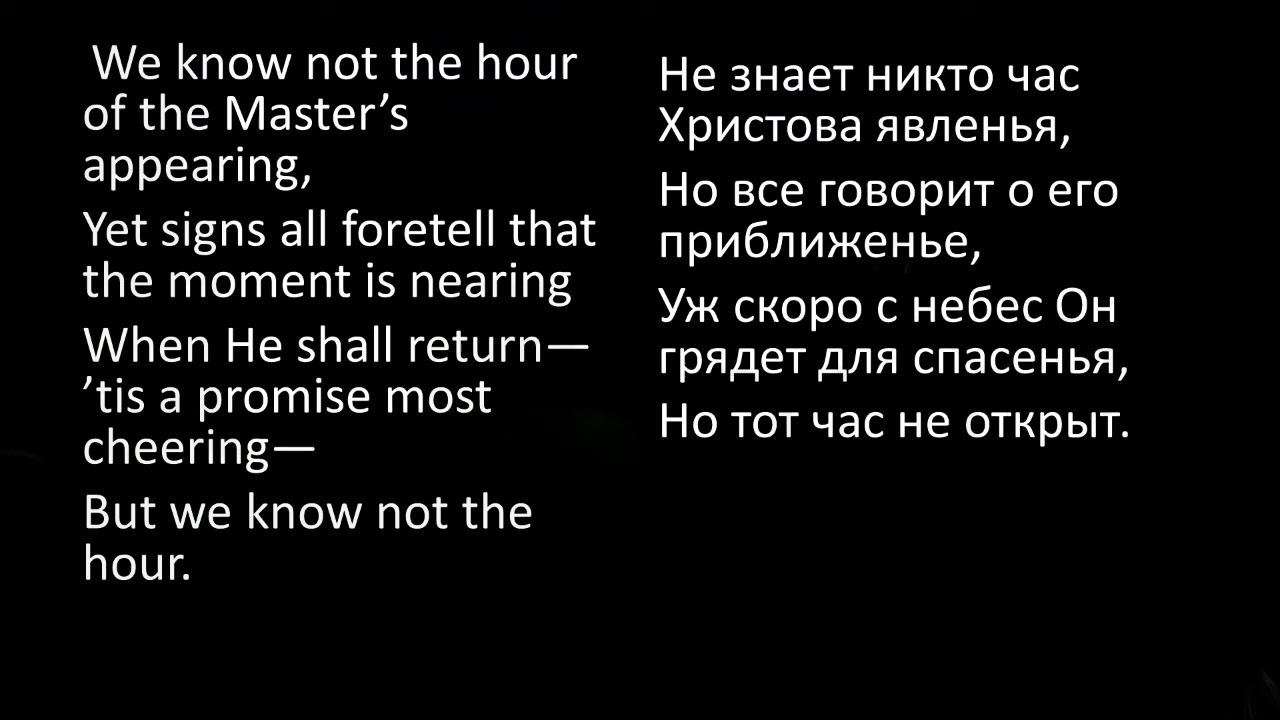 We know not the hour
of the Master’s
appearing,
Yet signs all foretell that
the moment is nearing
When He shall return—
’tis a promise most
cheering—
But we know not the
hour.
Не знает никто час
Христова явленья,
Но все говорит о его
приближенье,
Уж скоро с небес Он
грядет для спасенья,
Но тот час не открыт.